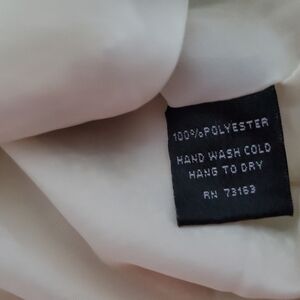 100% POLYESTER
HAND WASH COLD
HANG TO DRY
RN 73163